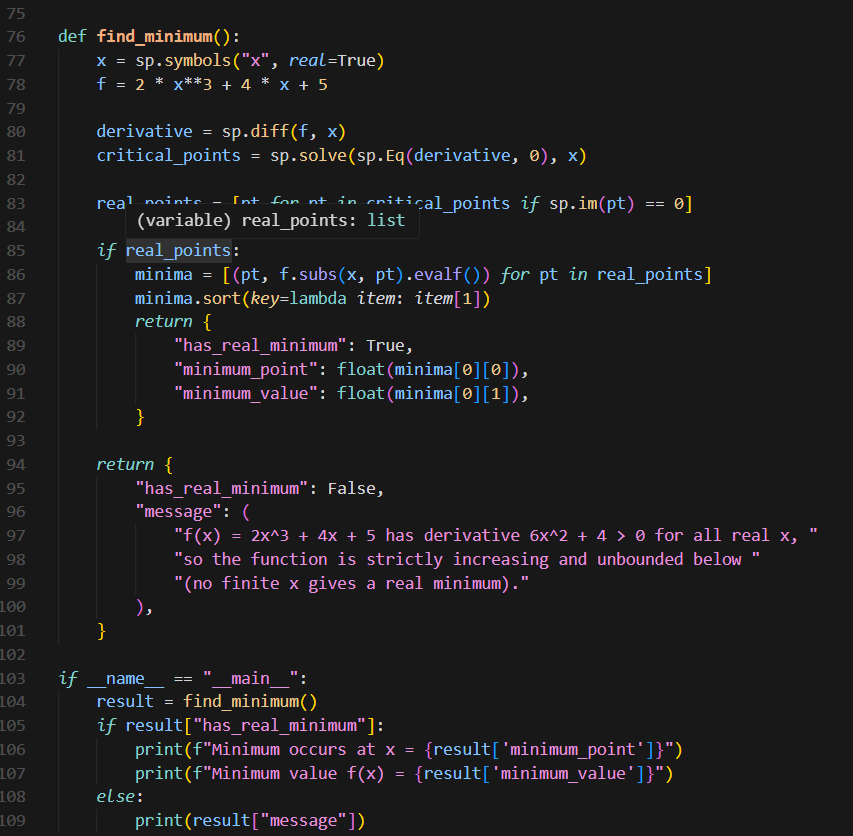 75
76 def find_minimum():
77 x = sp.symbols("x", real=True)
78 f = 2 * x**3 + 4 * x + 5
79
80 derivative = sp.diff(f, x)
81 critical_points = sp.solve(sp.Eq(derivative, 0), x)
82
83 real_points = [pt for pt in critical_points if sp.im(pt) == 0]
84 (variable) real_points: list
85 if real_points:
86 minima = [(pt, f.subs(x, pt).evalf()) for pt in real_points]
87 minima.sort(key=lambda item: item[1])
88 return {
89 "has_real_minimum": True,
90 "minimum_point": float(minima[0][0]),
91 "minimum_value": float(minima[0][1]),
92 }
93
94 return {
95 "has_real_minimum": False,
96 "message": (
97 "f(x) = 2x^3 + 4x + 5 has derivative 6x^2 + 4 > 0 for all real x, "
98 "so the function is strictly increasing and unbounded below "
99 "(no finite x gives a real minimum)."
100 ),
101 }
102
103 if __name__ == "__main__":
104 result = find_minimum()
105 if result["has_real_minimum"]:
106 print(f"Minimum occurs at x = {result['minimum_point']}")
107 print(f"Minimum value f(x) = {result['minimum_value']}")
108 else:
109 print(result["message"])